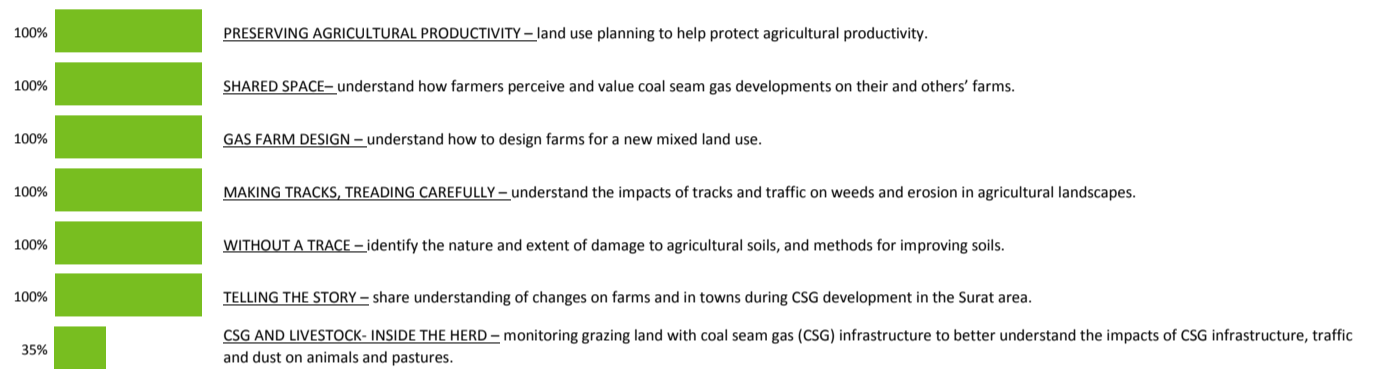 100% PRESERVING AGRICULTURAL PRODUCTIVITY – land use planning to help protect agricultural productivity.
100% SHARED SPACE– understand how farmers perceive and value coal seam gas developments on their and others’ farms.
100% GAS FARM DESIGN – understand how to design farms for a new mixed land use.
100% MAKING TRACKS, TREADING CAREFULLY – understand the impacts of tracks and traffic on weeds and erosion in agricultural landscapes.
100% WITHOUT A TRACE – identify the nature and extent of damage to agricultural soils, and methods for improving soils.
100% TELLING THE STORY – share understanding of changes on farms and in towns during CSG development in the Surat area.
35% CSG AND LIVESTOCK- INSIDE THE HERD – monitoring grazing land with coal seam gas (CSG) infrastructure to better understand the impacts of CSG infrastructure, traffic
and dust on animals and pastures.